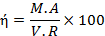 ή = M.A / V.R × 100